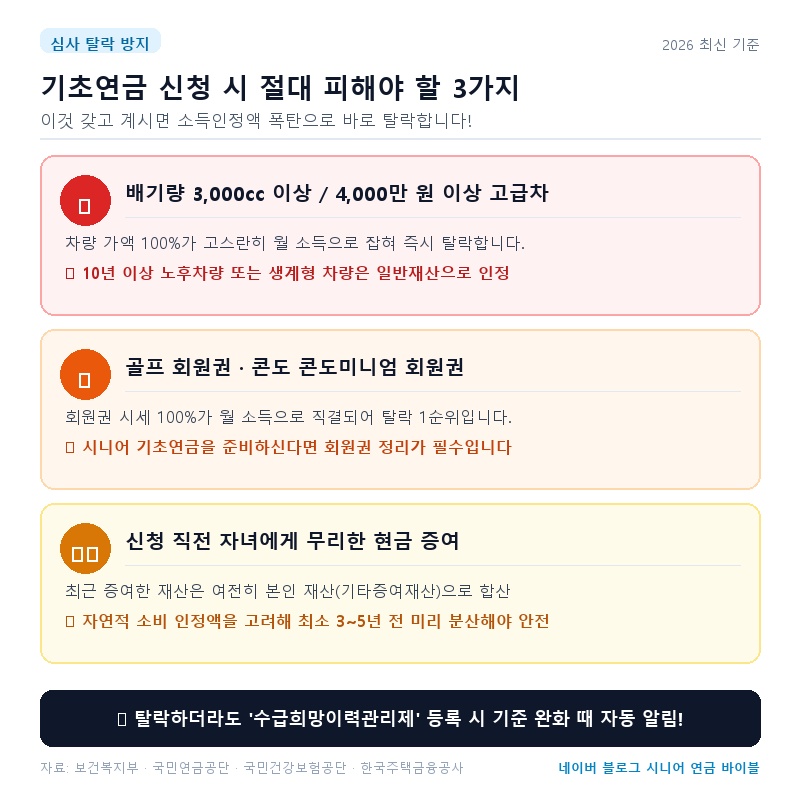 심사 탈락 방지
2026 최신 기준
기초연금 신청 시 절대 피해야 할 3가지
이것 갖고 계시면 소득인정액 폭탄으로 바로 탈락합니다!
배기량 3,000cc 이상 / 4,000만 원 이상 고급차
차량 가액 100%가 고스란히 월 소득으로 잡혀 즉시 탈락합니다.
10년 이상 노후차량 또는 생계형 차량은 일반재산으로 인정
골프 회원권 · 콘도 콘도미니엄 회원권
회원권 시세 100%가 월 소득으로 직결되어 탈락 1순위입니다.
시니어 기초연금을 준비하신다면 회원권 정리가 필수입니다
신청 직전 자녀에게 무리한 현금 증여
최근 증여한 재산은 여전히 본인 재산(기타증여재산)으로 합산
자연적 소비 인정액을 고려해 최소 3~5년 전 미리 분산해야 안전
탈락하더라도 '수급희망이력관리제' 등록 시 기준 완화 때 자동 알림!
자료: 보건복지부 · 국민연금공단 · 국민건강보험공단 · 한국주택금융공사
네이버 블로그 시니어 연금 바이블